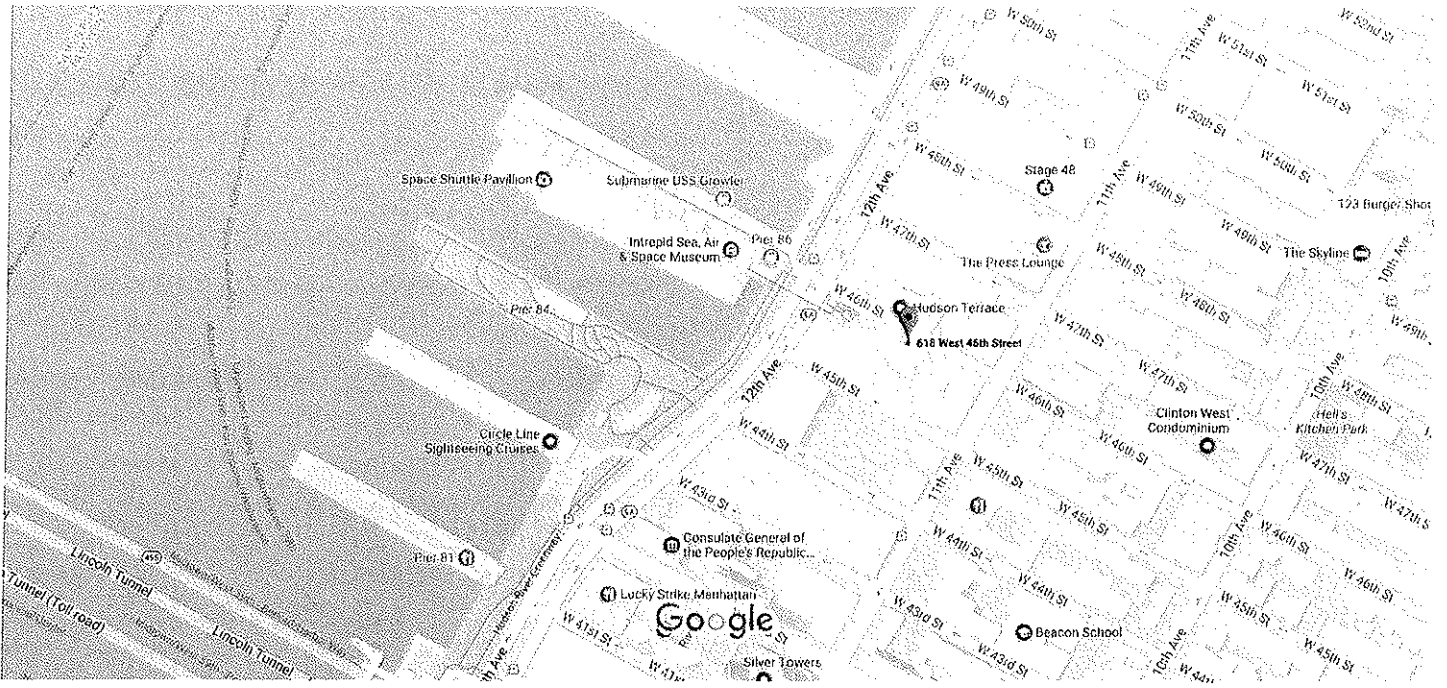 W 50th St
11th Ave
W 52nd St
W 51st St
W 51st St
W 49th St
W 50th St
W 50th St
W 48th St
Stage 48
11th Ave
W 49th St
Space Shuttle Pavillion
Submarine USS Growler
12th Ave
123 Burger Shot
W 47th St
W 49th St
Intrepid Sea, Air
& Space Museum
Pier 86
The Press Lounge
W 48th St
The Skyline
10th Ave
W 46th St
Hudson Terrace
W 48th St
W 49th
Pier 84
618 West 46th Street
W 47th St
12th Ave
W 45th St
W 47th St
10th Ave
W 48th St
W 46th St
Clinton West
Condominium
Hell's
Kitchen Park
Circle Line
Sightseeing Cruises
W 44th St
W 46th St
W 47th St
11th Ave
W 45th St
W 43rd St
W 47th S
W 45th St
10th Ave
W 46th St
Pier 81
Consulate General of
the People's Republic...
W 44th St
495
Lincoln Tunnel
Hudson River Greenway
W 44th St
W 46th St
Tunnel (Toll road)
Lucky Strike Manhattan
Google
W 43rd St
W 45th St
Lincoln Tunnel
W 41st St
Beacon School
W 43rd St
10th Ave
W 45th St
Silver Towers
W 41s
W 44th